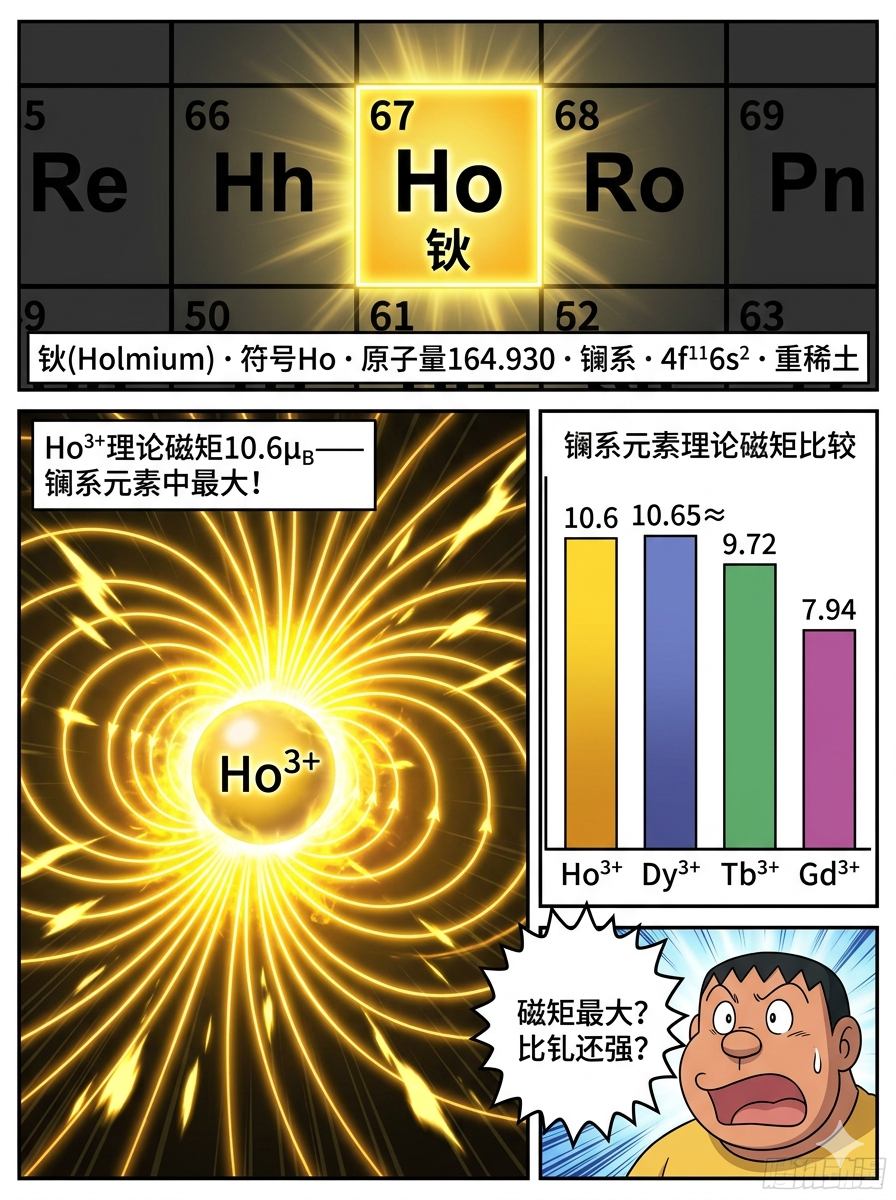 5 66 67 68 69
Re Hh Ho Ro Pn
钬
9 50 61 52 63
钬(Holmium)·符号Ho·原子量164.930·镧系·4f¹¹6s²·重稀土
Ho³⁺理论磁矩10.6μB——
镧系元素中最大！
Ho³⁺
镧系元素理论磁矩比较
10.6 10.65≈
9.72
7.94
Ho³⁺ Dy³⁺ Tb³⁺ Gd³⁺
磁矩最大？
比钆还强？